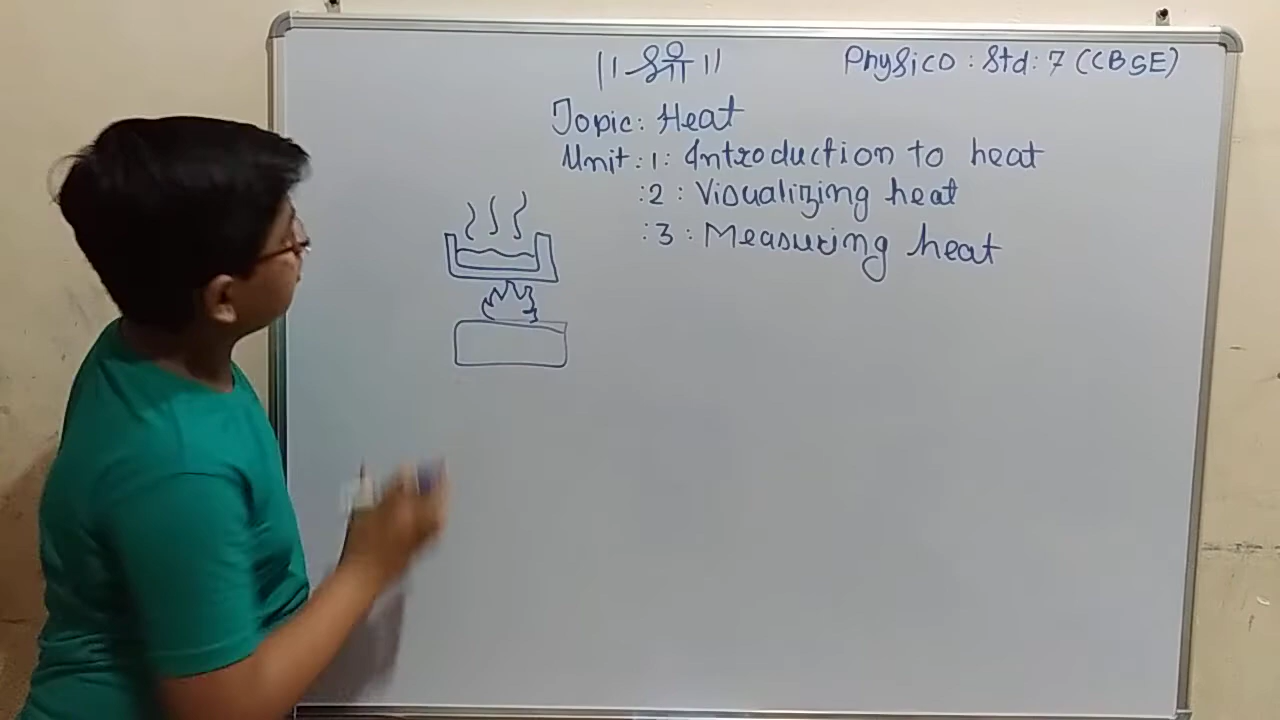 ॥ श्री ॥
Physics : Std : 7 (CBSE)
Topic : Heat
Unit : 1 : Introduction to heat
: 2 : Visualizing heat
: 3 : Measuring heat